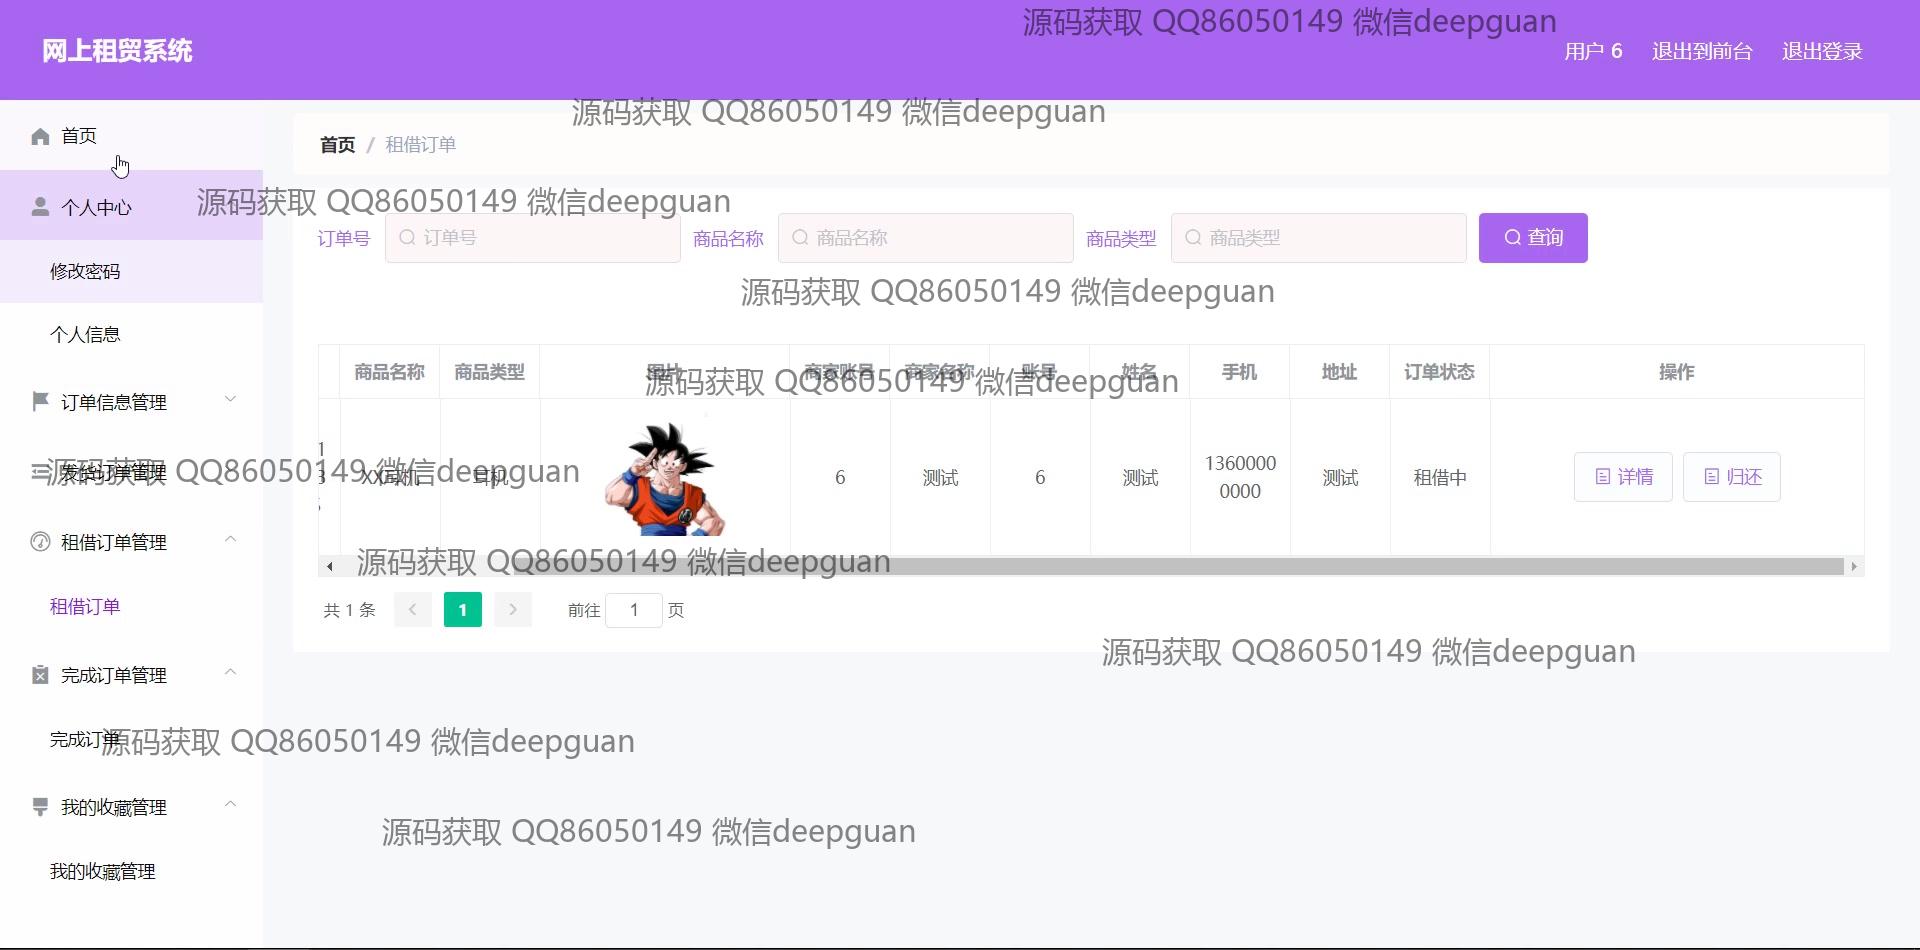 网上租贸系统
源码获取 QQ86050149 微信deepguan
用户 6
退出到前台
退出登录
首页
源码获取 QQ86050149 微信deepguan
首页 / 租借订单
个人中心
源码获取 QQ86050149 微信deepguan
订单号
订单号
商品名称
商品名称
商品类型
商品类型
查询
修改密码
源码获取 QQ86050149 微信deepguan
个人信息
商品名称
商品类型
图片
商家账号
商家名称
账号
姓名
手机
地址
订单状态
操作
源码获取 QQ86050149 微信deepguan
订单信息管理
发货订单管理
源码获取 QQ86050149 微信deepguan
耳机
6
测试
6
测试
1360000
0000
测试
租借中
详情
归还
租借订单管理
源码获取 QQ86050149 微信deepguan
租借订单
共 1 条
1
前往
1
页
源码获取 QQ86050149 微信deepguan
完成订单管理
完成订单
源码获取 QQ86050149 微信deepguan
我的收藏管理
源码获取 QQ86050149 微信deepguan
我的收藏管理